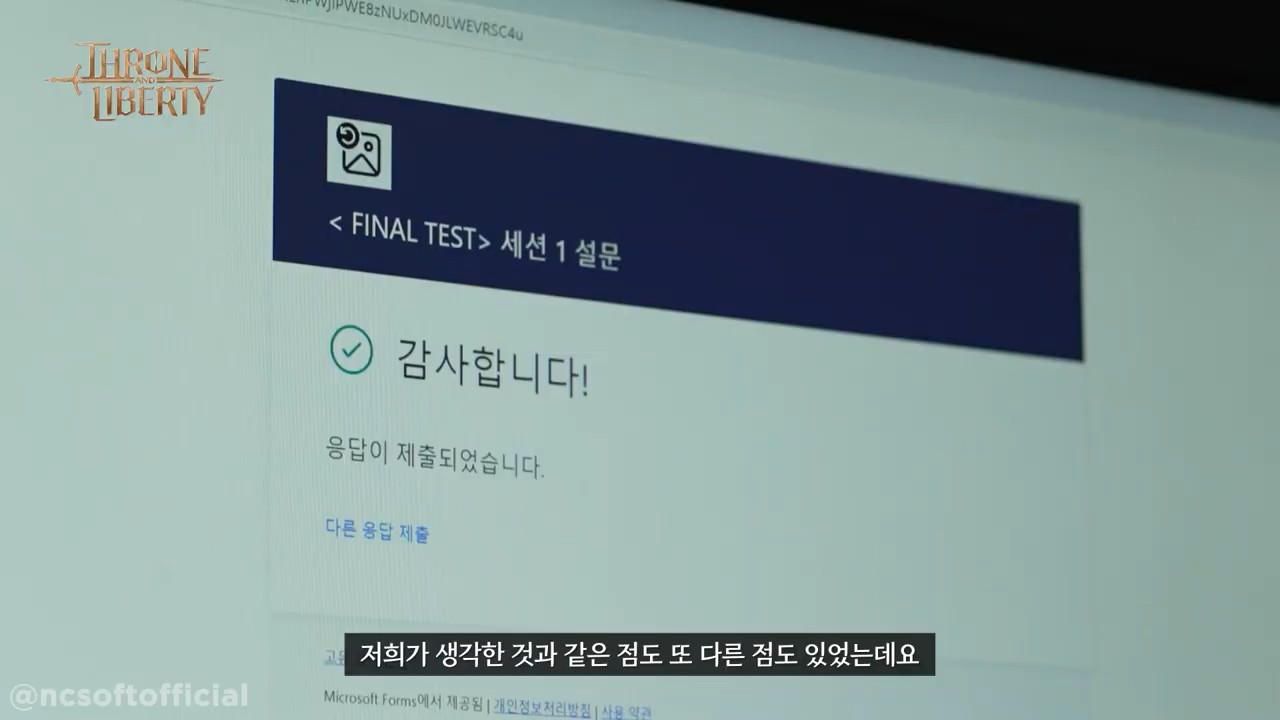 THRONE
AND
LIBERTY
< FINAL TEST> 세션 1 설문
감사합니다!
응답이 제출되었습니다.
다른 응답 제출
저희가 생각한 것과 같은 점도 또 다른 점도 있었는데요
Microsoft Forms에서 제공됨 | 개인정보처리방침 | 사용 약관
@ncsoftofficial